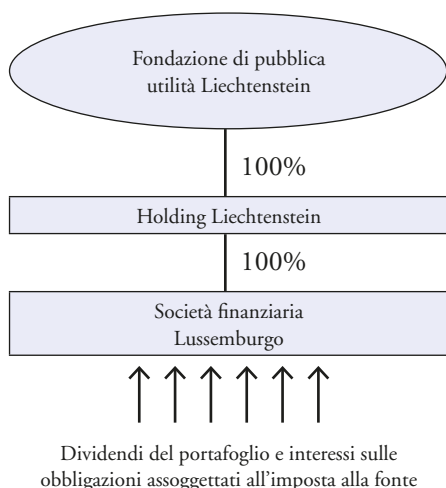 Fondazione di pubblica
utilità Liechtenstein
100%
Holding Liechtenstein
100%
Società finanziaria
Lussemburgo
Dividendi del portafoglio e interessi sulle
obbligazioni assoggettati all'imposta alla fonte